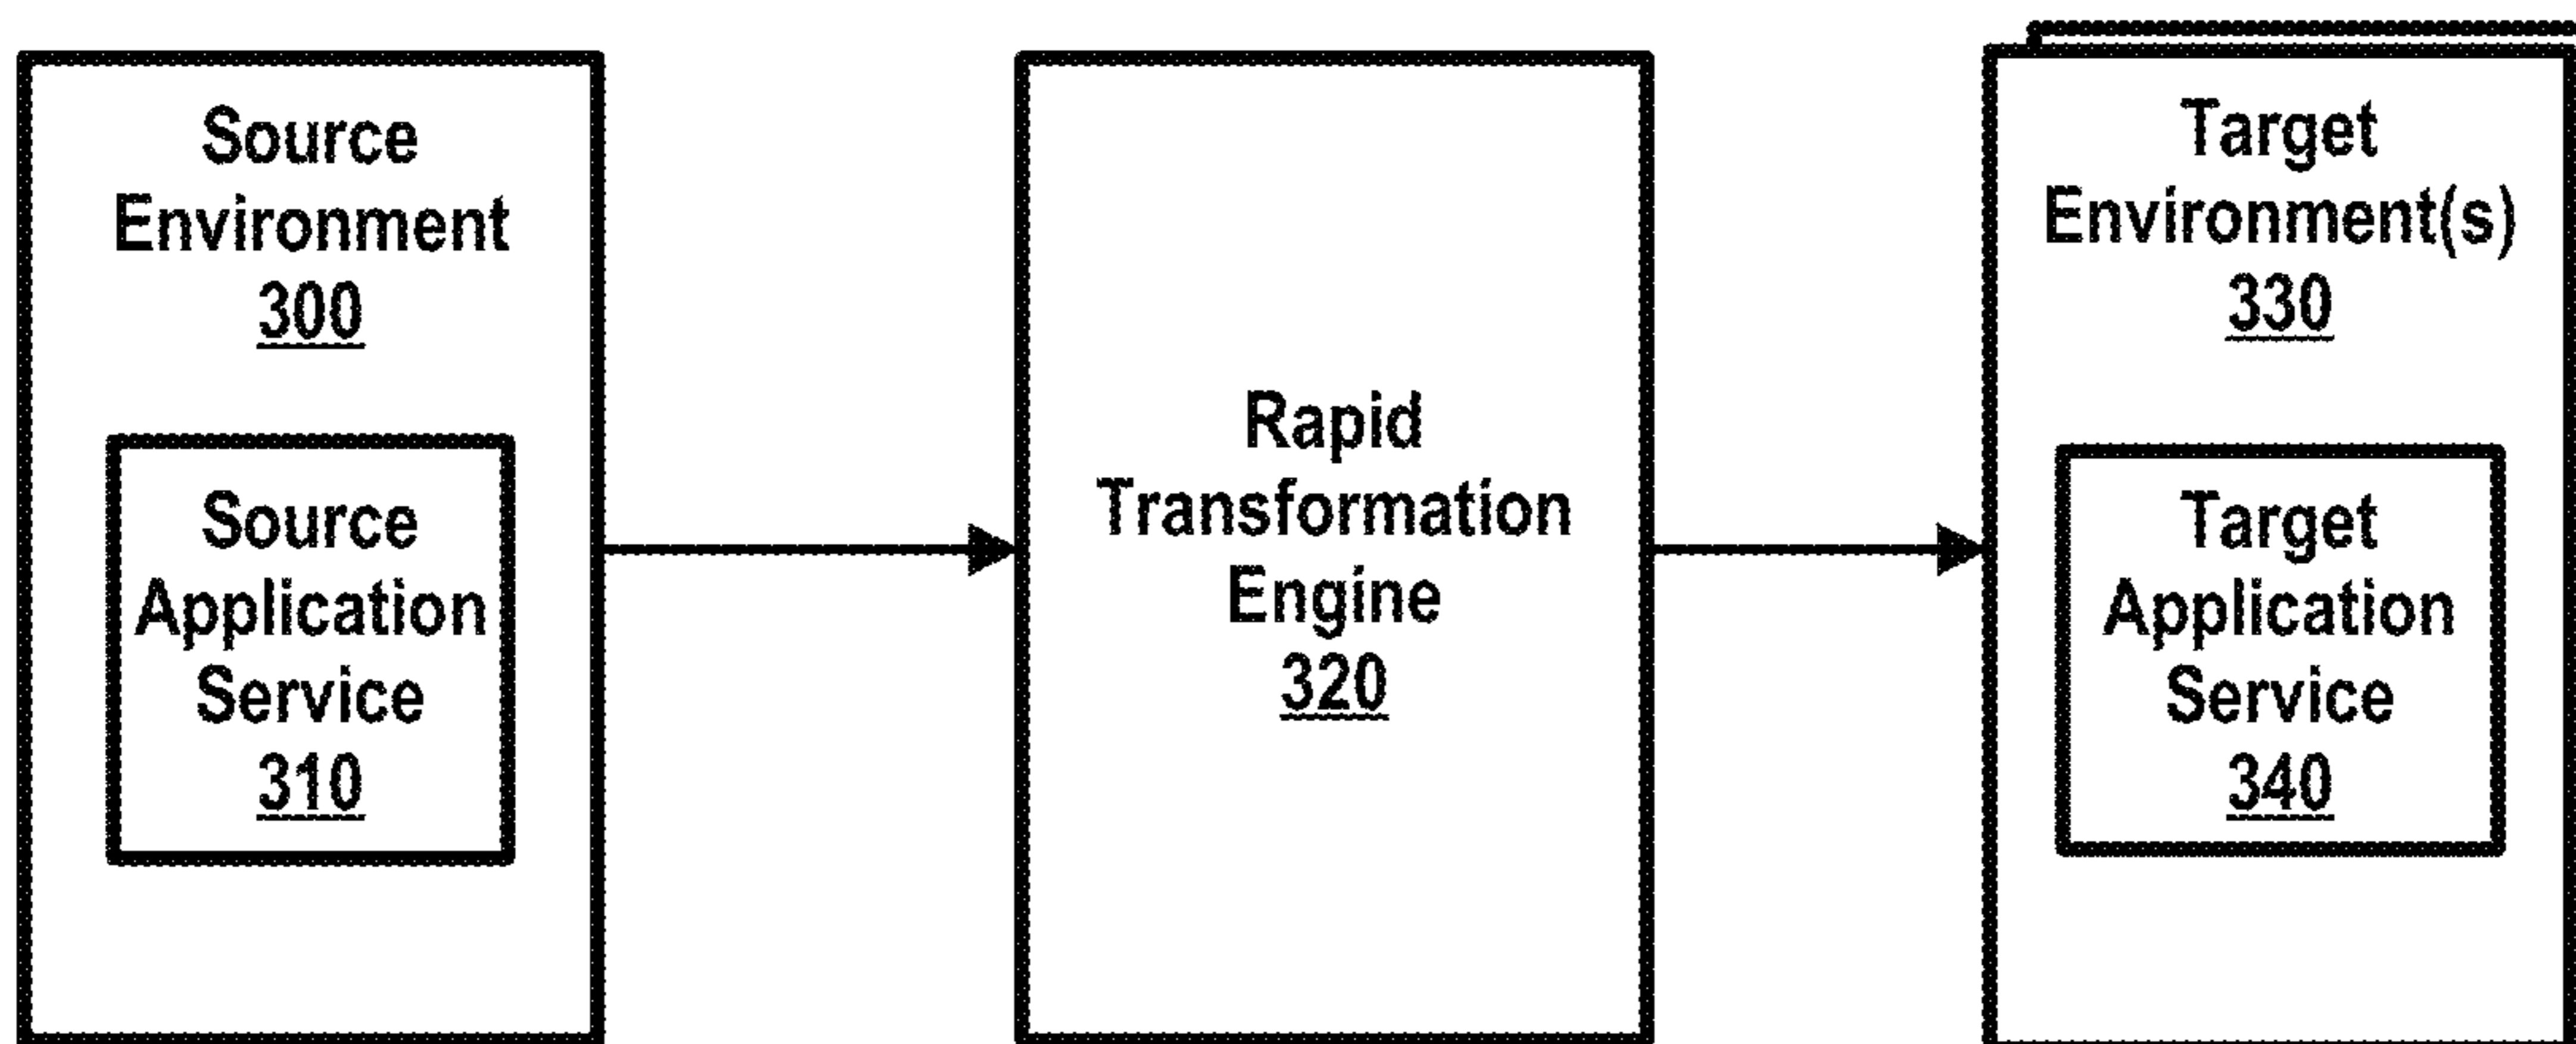 Source
Environment
300
Source
Application
Service
310
Rapid
Transformation
Engine
320
Target
Environment(s)
330
Target
Application
Service
340